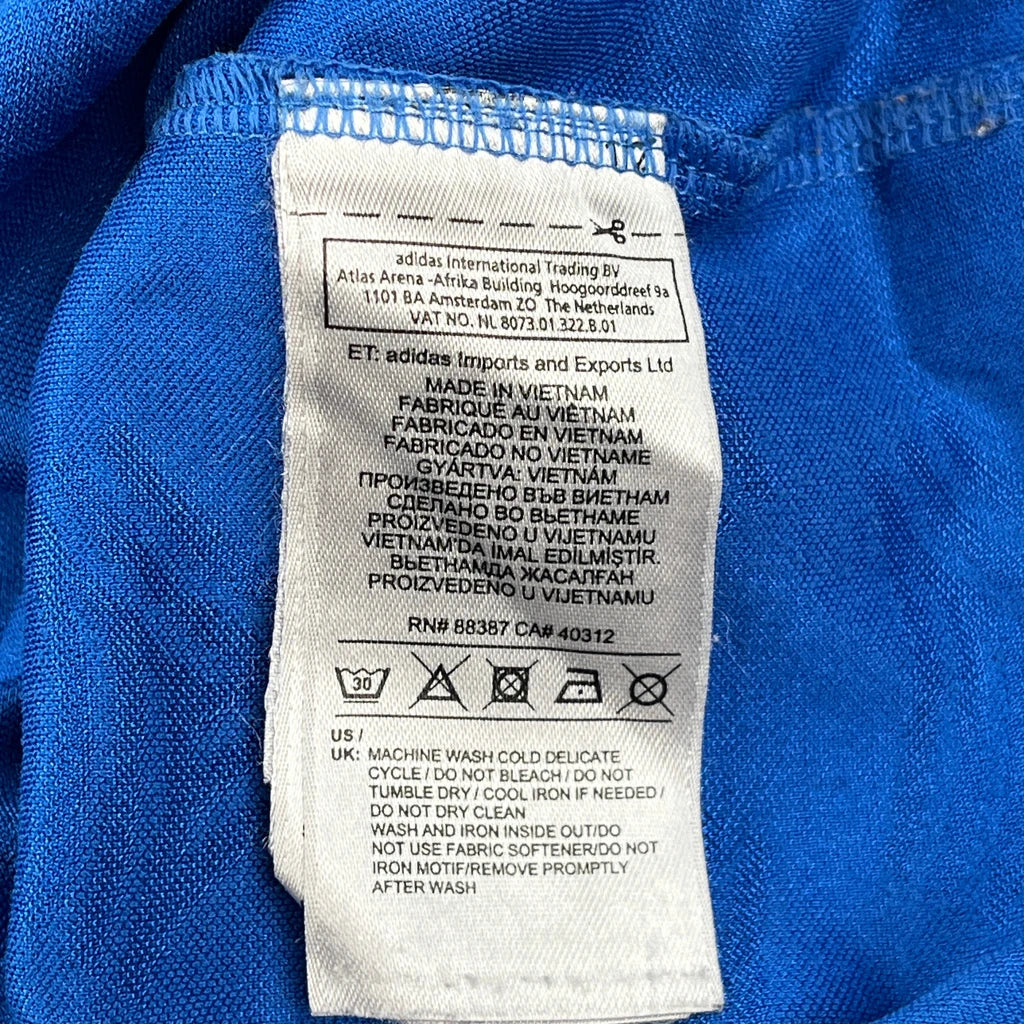 12
adidas International Trading BV
Atlas Arena -Afrika Building Hoogoorddreef 9a
1101 BA Amsterdam ZO The Netherlands
VAT NO. NL 8073.01.322.B.01
ET: adidas Imports and Exports Ltd
MADE IN VIETNAM
FABRIQUÉ AU VIÊTNAM
FABRICADO EN VIETNAM
FABRICADO NO VIETNAME
GYÁRTVA: VIETNÁM
ПРОИЗВЕДЕНО ВЪВ ВИЕТНАМ
СДЕЛАНО ВО ВЬЕТНАМЕ
PROIZVEDENO U VIJETNAMU
VIETNAM'DA IMAL EDILMIŞTIR.
ВЬЕТНАМДА ЖАСАЛҒАН
PROIZVEDENO U VIJETNAMU
RN# 88387 CA# 40312
30
US /
UK: MACHINE WASH COLD DELICATE
CYCLE / DO NOT BLEACH / DO NOT
TUMBLE DRY / COOL IRON IF NEEDED /
DO NOT DRY CLEAN
WASH AND IRON INSIDE OUT/DO
NOT USE FABRIC SOFTENER/DO NOT
IRON MOTIF/REMOVE PROMPTLY
AFTER WASH